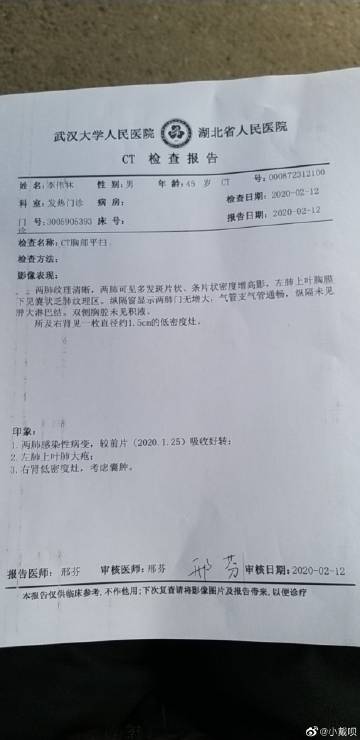 武汉大学人民医院 湖北省人民医院
CT 检查报告
姓 名:李伟林 性 别:男 年 龄:45 岁 CT 号:000872312100
科 室:发热门诊 病 房: 检查日期:2020-02-12
门 号:3005905393 床 号: 报告日期:2020-02-12
诊
检查名称:CT胸部平扫
检查方法:
影像表现:
两肺纹理清晰，两肺可见多发斑片状、条片状密度增高影，左肺上叶胸膜
下见囊状乏肺纹理区。纵隔窗显示两肺门无增大；气管支气管通畅，纵隔未见
肿大淋巴结。双侧胸腔未见积液。
所及右肾见一枚直径约1.5cm的低密度灶。
印象:
1.两肺感染性病变，较前片（2020.1.25）吸收好转；
2.左肺上叶肺大疱；
3.右肾低密度灶，考虑囊肿。
报告医师: 邢芬 审核医师:邢芬 邢芬 审核日期:2020-02-12
本报告仅供临床参考,不作他用;下次复查请将影像图片及报告带来,以便诊疗
@小戴呗